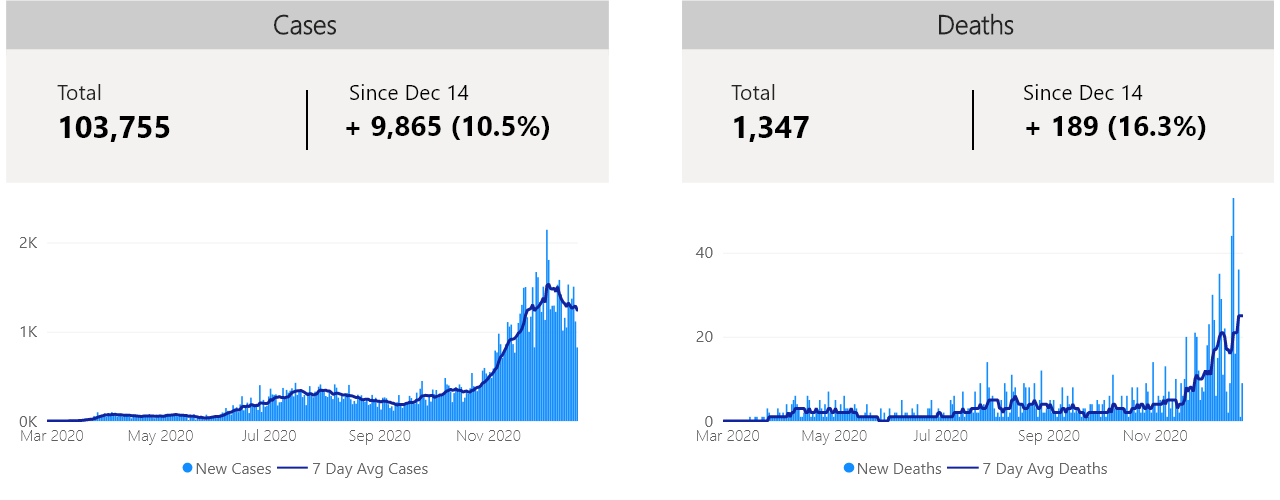 Cases
Total
103,755
Since Dec 14
+ 9,865 (10.5%)
2K
1K
0K
Mar 2020 May 2020 Jul 2020 Sep 2020 Nov 2020
New Cases 7 Day Avg Cases
Deaths
Total
1,347
Since Dec 14
+ 189 (16.3%)
40
20
0
Mar 2020 May 2020 Jul 2020 Sep 2020 Nov 2020
New Deaths 7 Day Avg Deaths